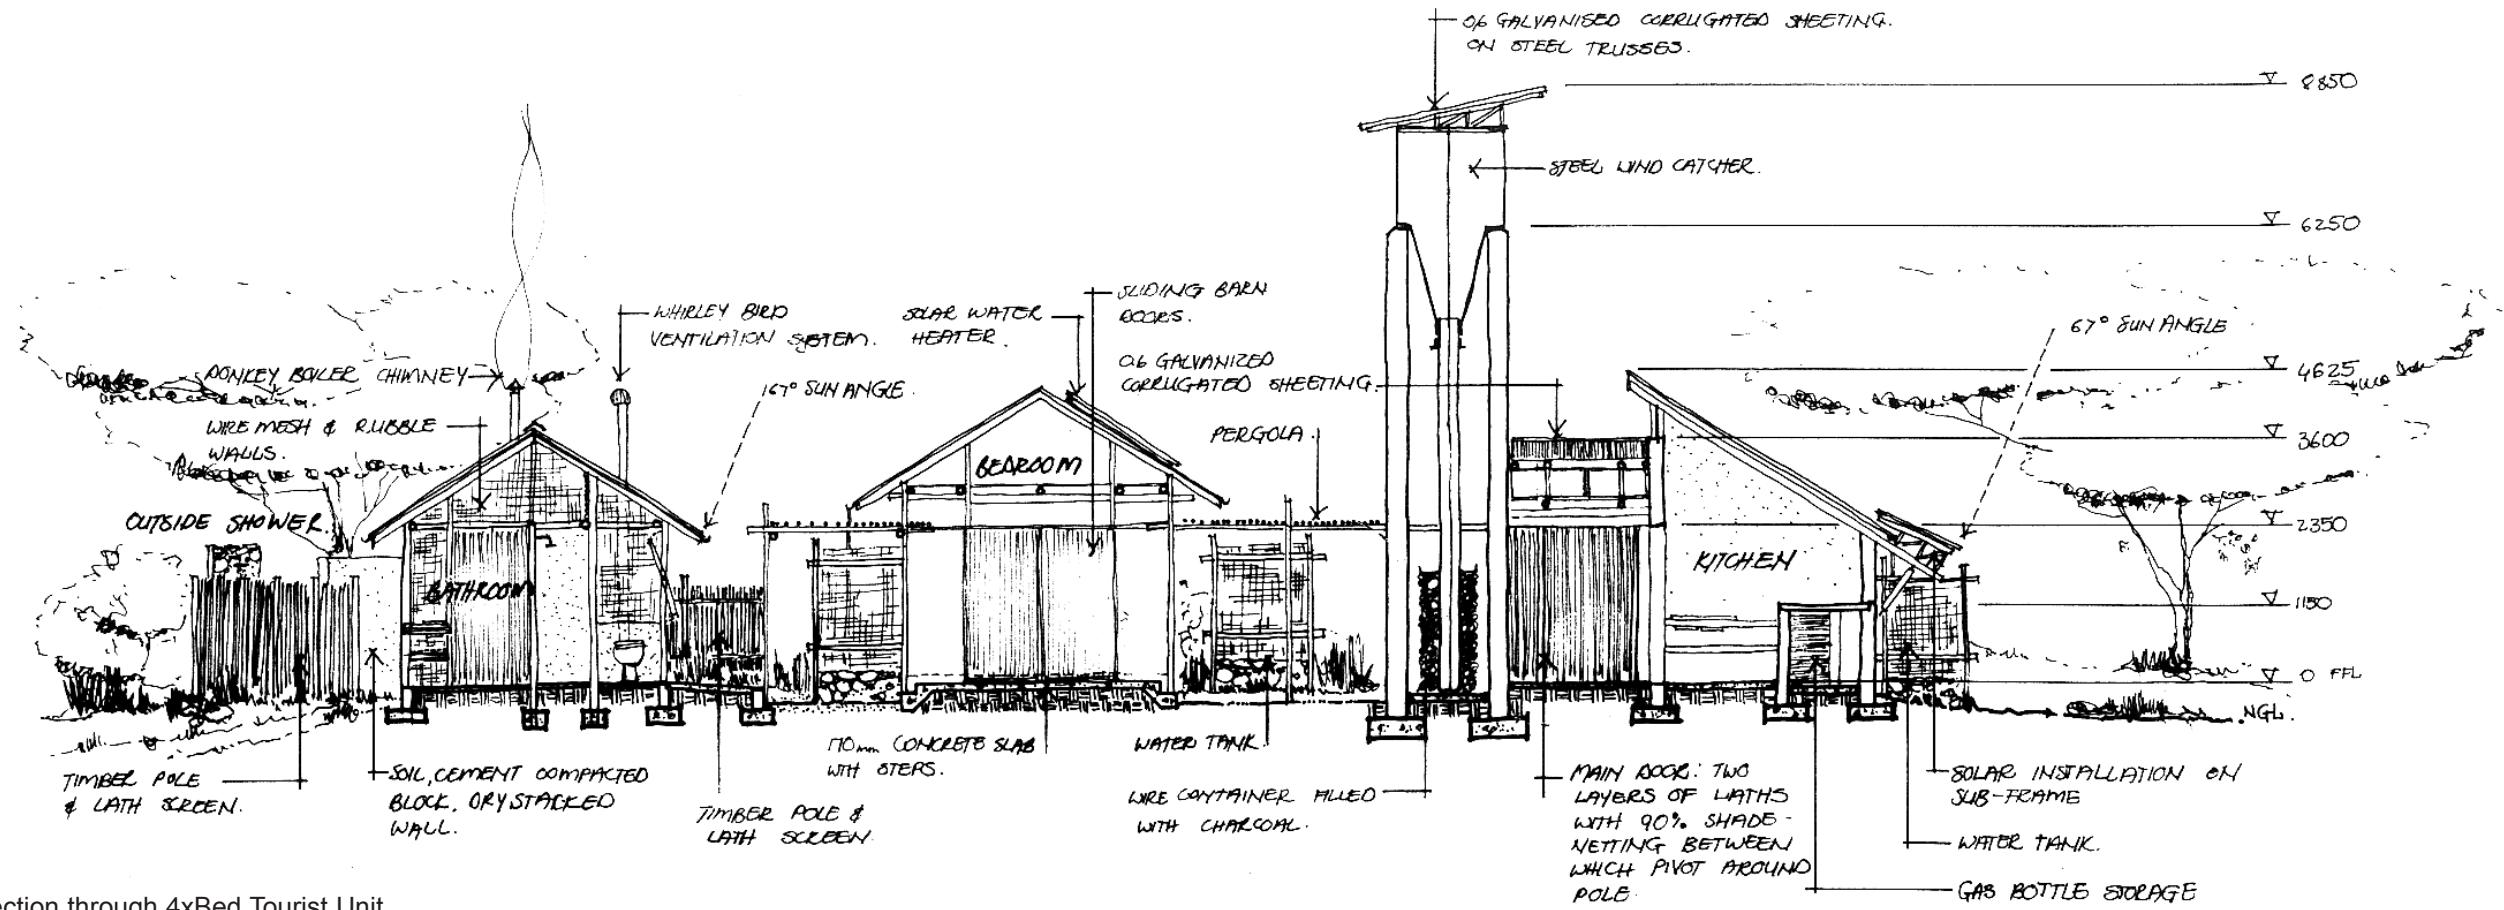 0,6 GALVANISED CORRUGATED SHEETING.
ON STEEL TRUSSES.
8850
STEEL WIND CATCHER.
6250
SLIDING BARN
DOORS.
WHIRLEY BIRD
VENTILATION SYSTEM.
SOLAR WATER
HEATER.
67° SUN ANGLE
0.6 GALVANIZED
CORRUGATED SHEETING.
4625
DONKEY BOILER CHIMNEY
167° SUN ANGLE.
WIRE MESH & RUBBLE
WALLS.
PERGOLA.
3600
BEDROOM
OUTSIDE SHOWER.
2350
KITCHEN
BATHROOM
1150
0 FFL
NGL.
170mm CONCRETE SLAB
WITH STEPS.
WATER TANK.
TIMBER POLE
& LATH SCREEN.
SOIL, CEMENT COMPACTED
BLOCK, DRYSTACKED
WALL.
TIMBER POLE &
LATH SCREEN.
WIRE CONTAINER FILLED
WITH CHARCOAL.
MAIN DOOR: TWO
LAYERS OF LATHS
WITH 90% SHADE-
NETTING BETWEEN
WHICH PIVOT AROUND
POLE.
SOLAR INSTALLATION ON
SUB-FRAME
WATER TANK.
GAS BOTTLE STORAGE
ection through 4xBed Tourist Unit